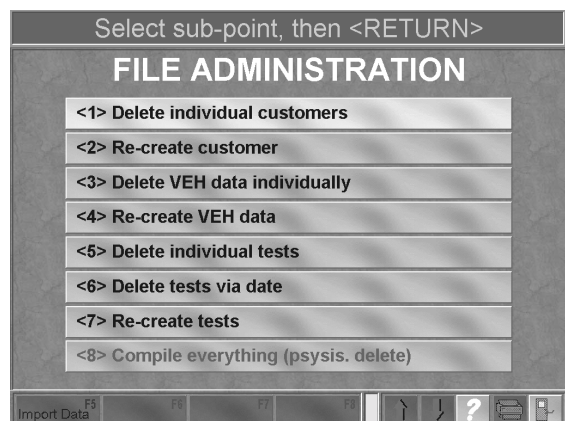 Select sub-point, then <RETURN>
FILE ADMINISTRATION
<1> Delete individual customers
<2> Re-create customer
<3> Delete VEH data individually
<4> Re-create VEH data
<5> Delete individual tests
<6> Delete tests via date
<7> Re-create tests
<8> Compile everything (psysis. delete)
F5 F6 F7 F8
Import Data
?